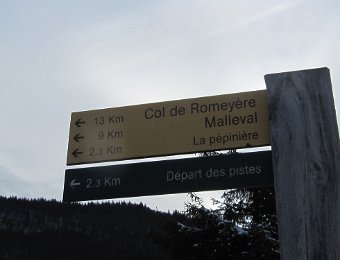 ← 13 Km Col de Romeyère
← 9 Km Malleval
← 2.3 Km La pépinière
← 2.3 Km Départ des pistes